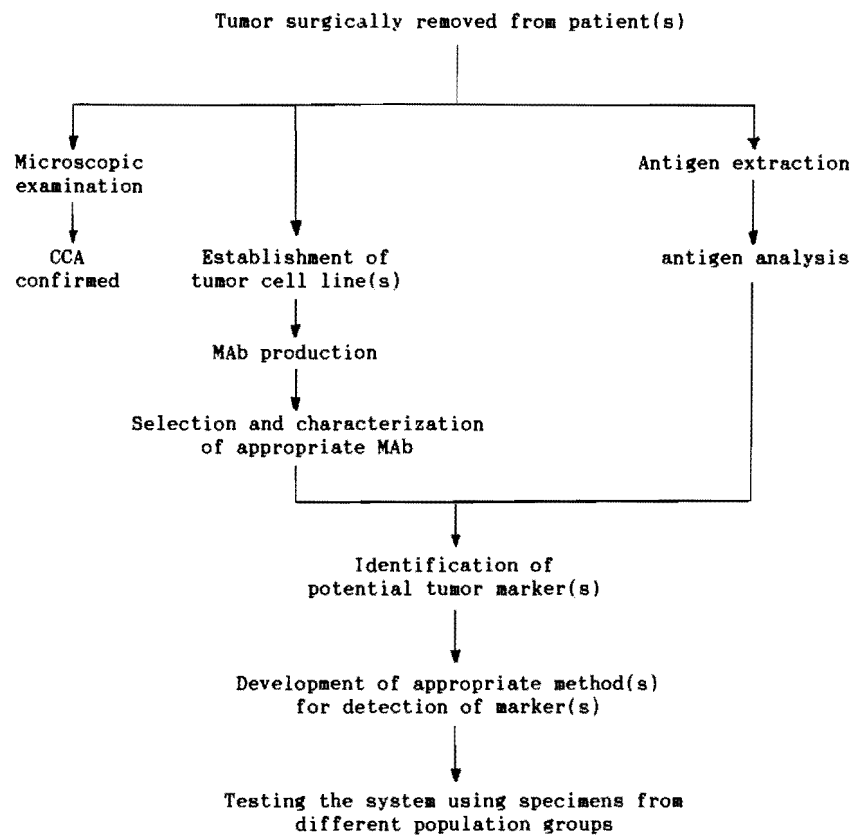 Tumor surgically removed from patient(s)
Microscopic
examination
Antigen extraction
CCA
confirmed
Establishment of
tumor cell line(s)
antigen analysis
MAb production
Selection and characterization
of appropriate MAb
Identification of
potential tumor marker(s)
Development of appropriate method(s)
for detection of marker(s)
Testing the system using specimens from
different population groups